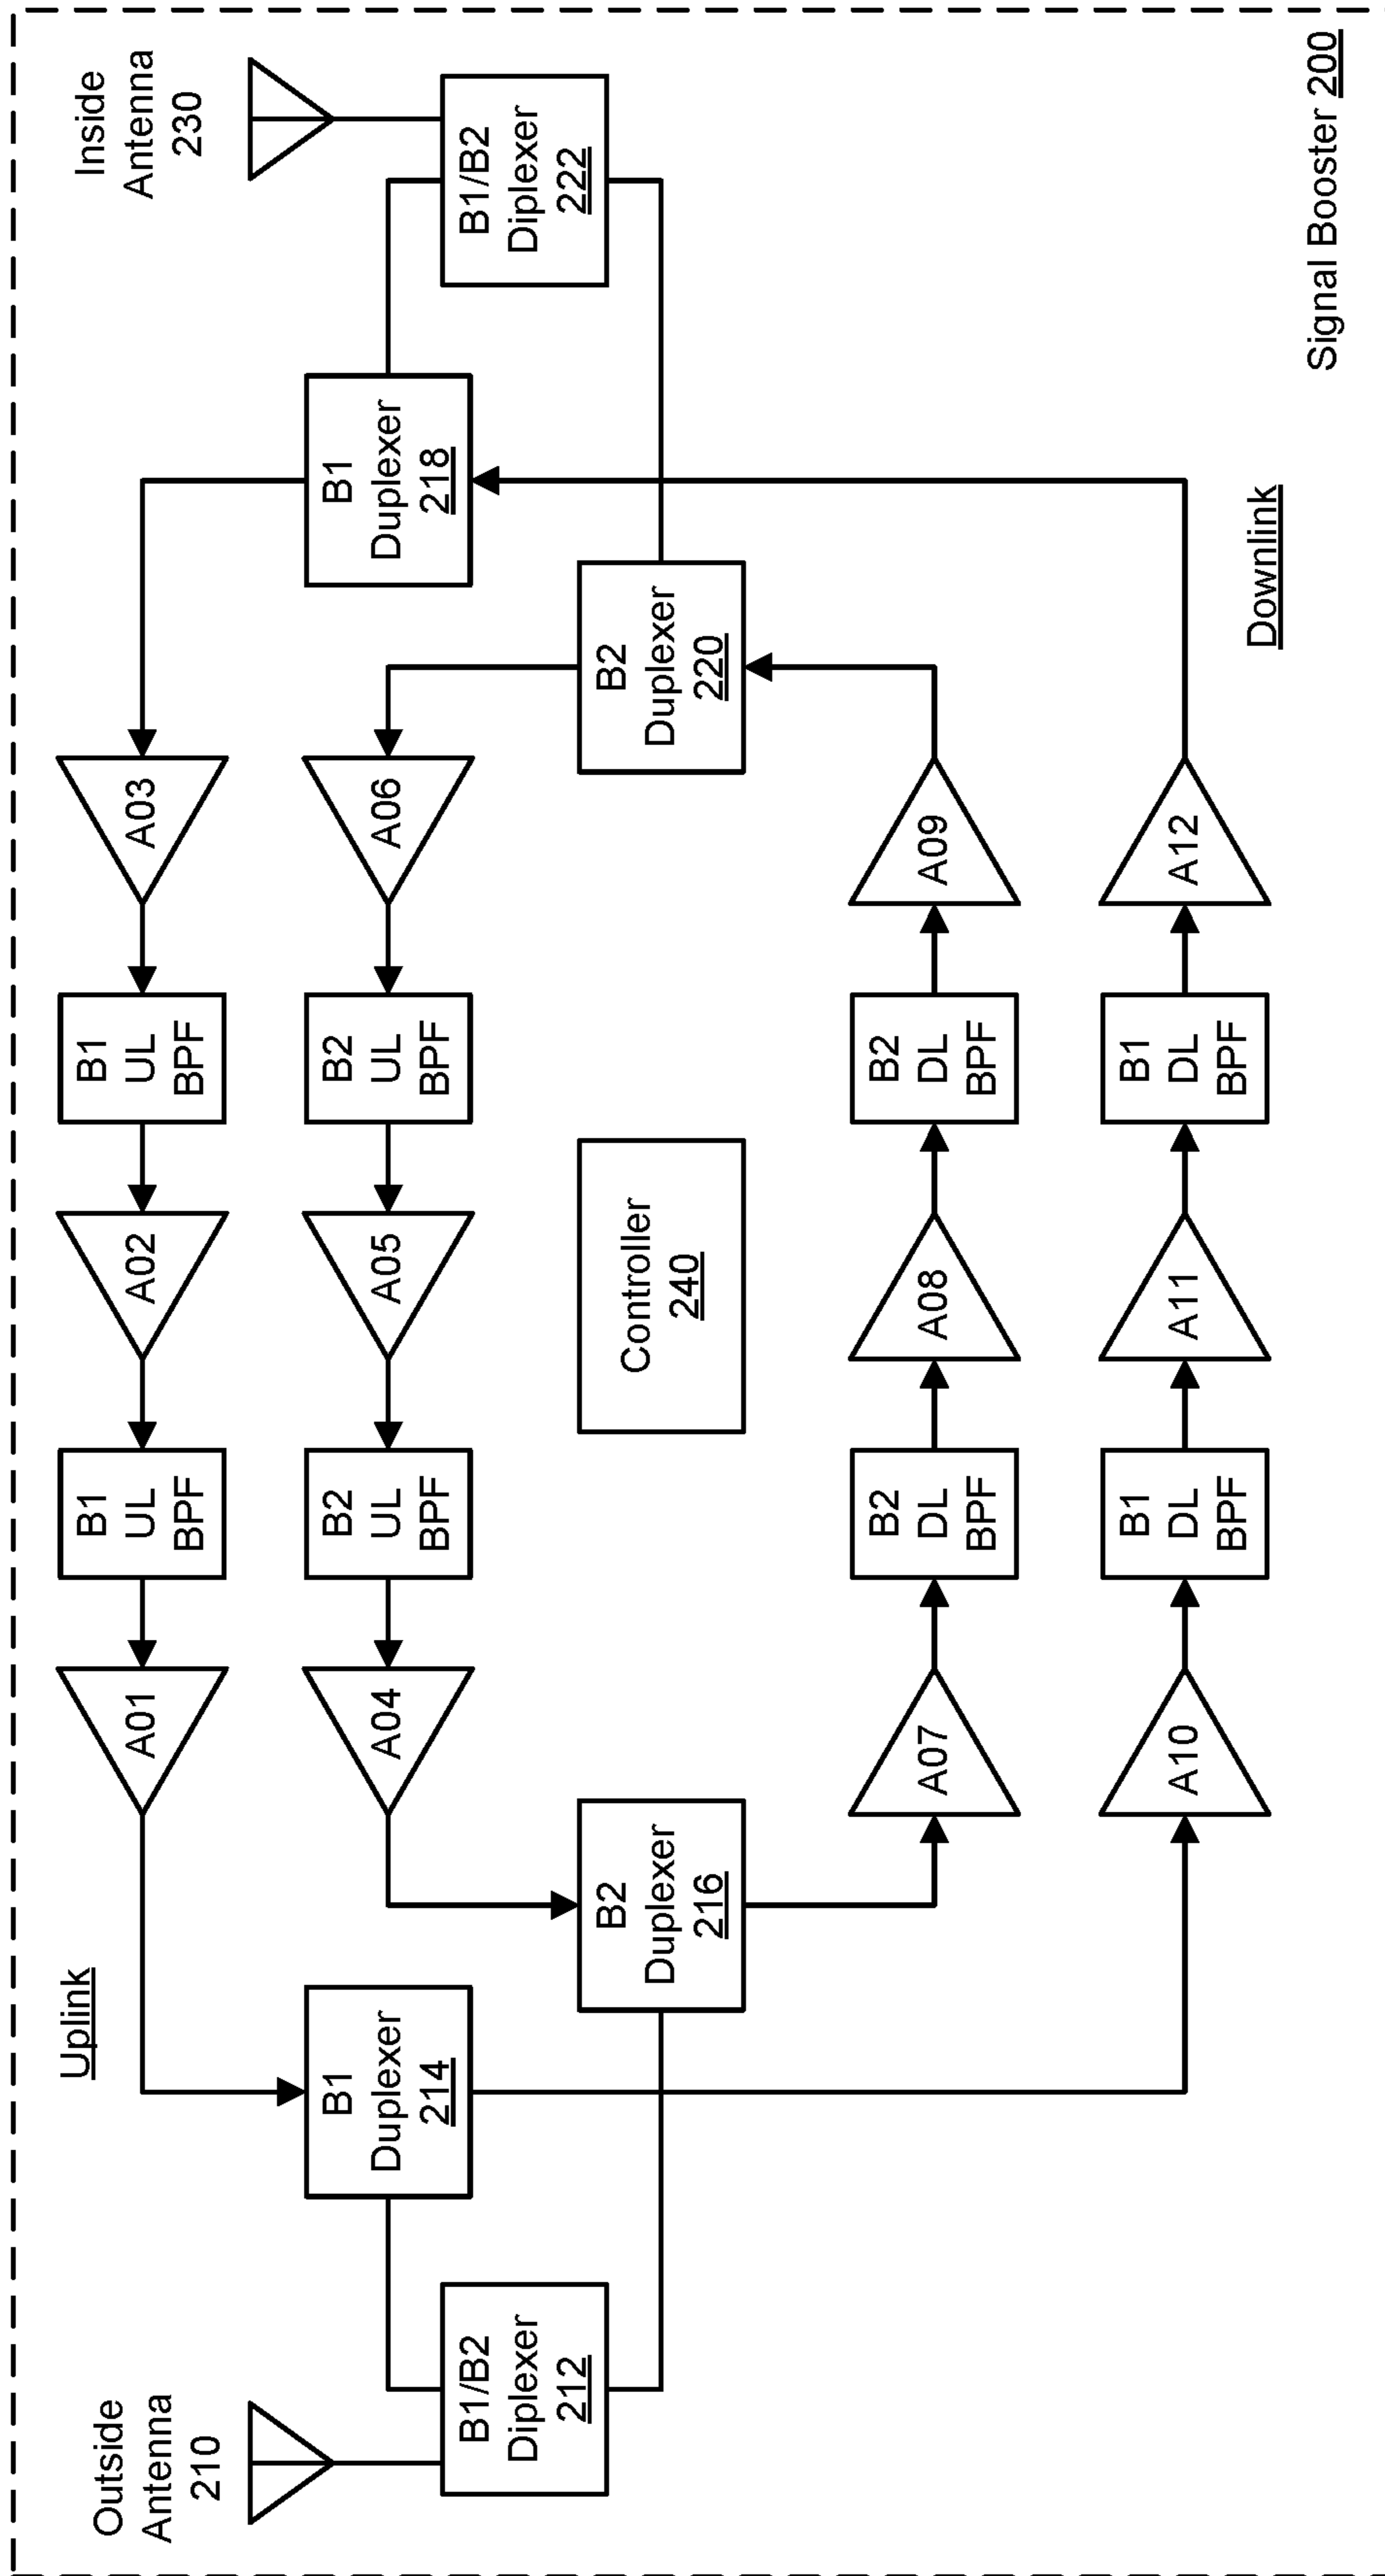 Outside
Antenna
210
Uplink
Inside
Antenna
230
A01
B1
UL
BPF
A02
B1
UL
BPF
A03
B1/B2
Diplexer
212
B1
Duplexer
214
A04
B2
UL
BPF
A05
B2
UL
BPF
A06
B1
Duplexer
218
B1/B2
Diplexer
222
B2
Duplexer
216
Controller
240
B2
Duplexer
220
A07
B2
DL
BPF
A08
B2
DL
BPF
A09
A10
B1
DL
BPF
A11
B1
DL
BPF
A12
Downlink
Signal Booster 200